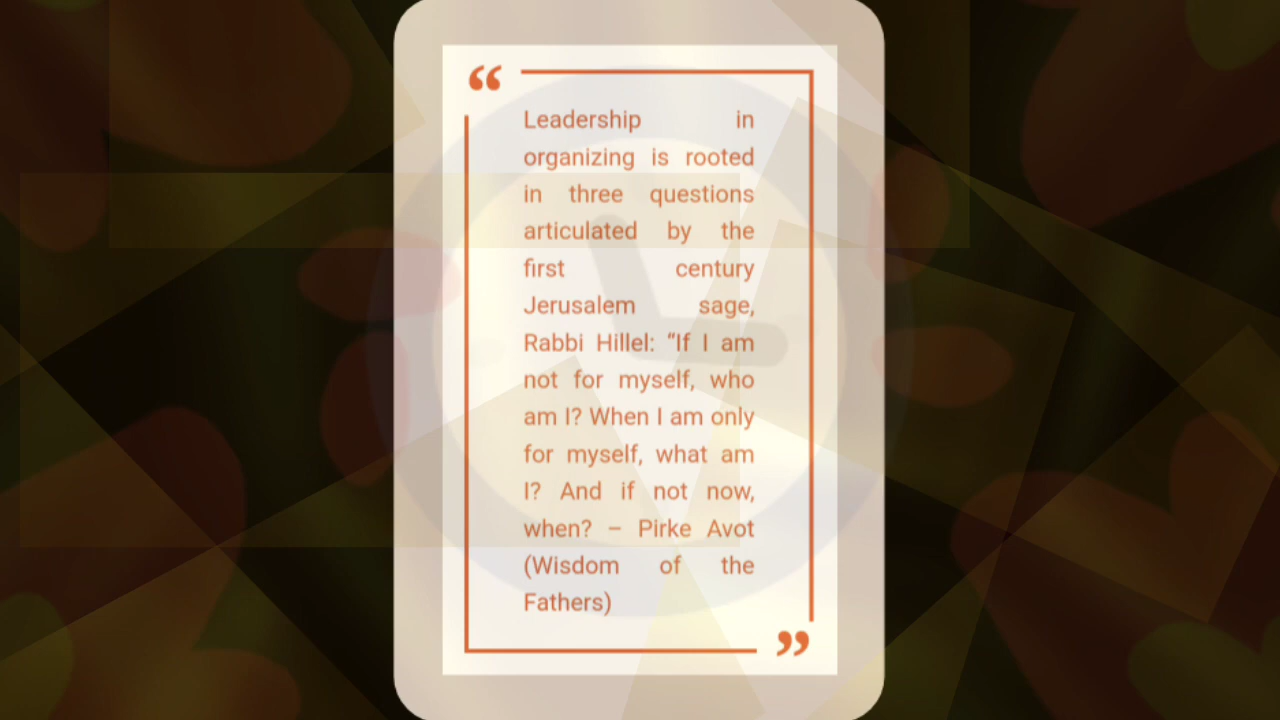 “
Leadership in
organizing is rooted
in three questions
articulated by the
first century
Jerusalem sage,
Rabbi Hillel: “If I am
not for myself, who
am I? When I am only
for myself, what am
I? And if not now,
when? – Pirke Avot
(Wisdom of the
Fathers)
”